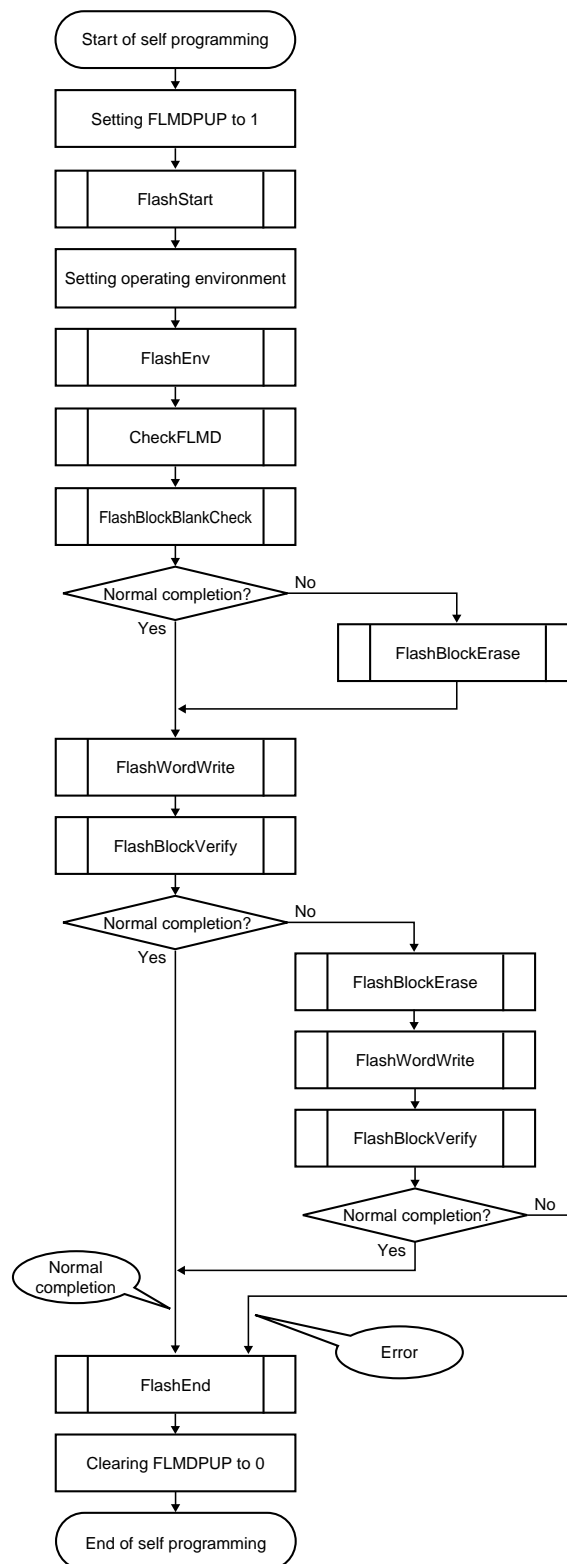 Start of self programming
Setting FLMDPUP to 1
FlashStart
Setting operating environment
FlashEnv
CheckFLMD
FlashBlockBlankCheck
Normal completion?
No
Yes
FlashBlockErase
FlashWordWrite
FlashBlockVerify
Normal completion?
No
Yes
FlashBlockErase
FlashWordWrite
FlashBlockVerify
Normal completion?
No
Yes
Normal
completion
Error
FlashEnd
Clearing FLMDPUP to 0
End of self programming